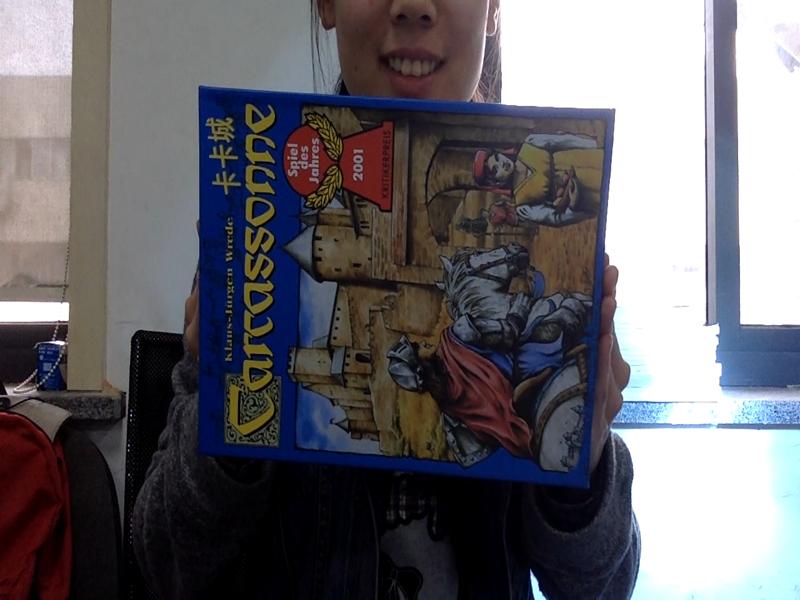 卡卡城
Klaus-Jürgen Wrede
Carcassonne
Spiel
des
Jahres
2001
KRITIKERPREIS